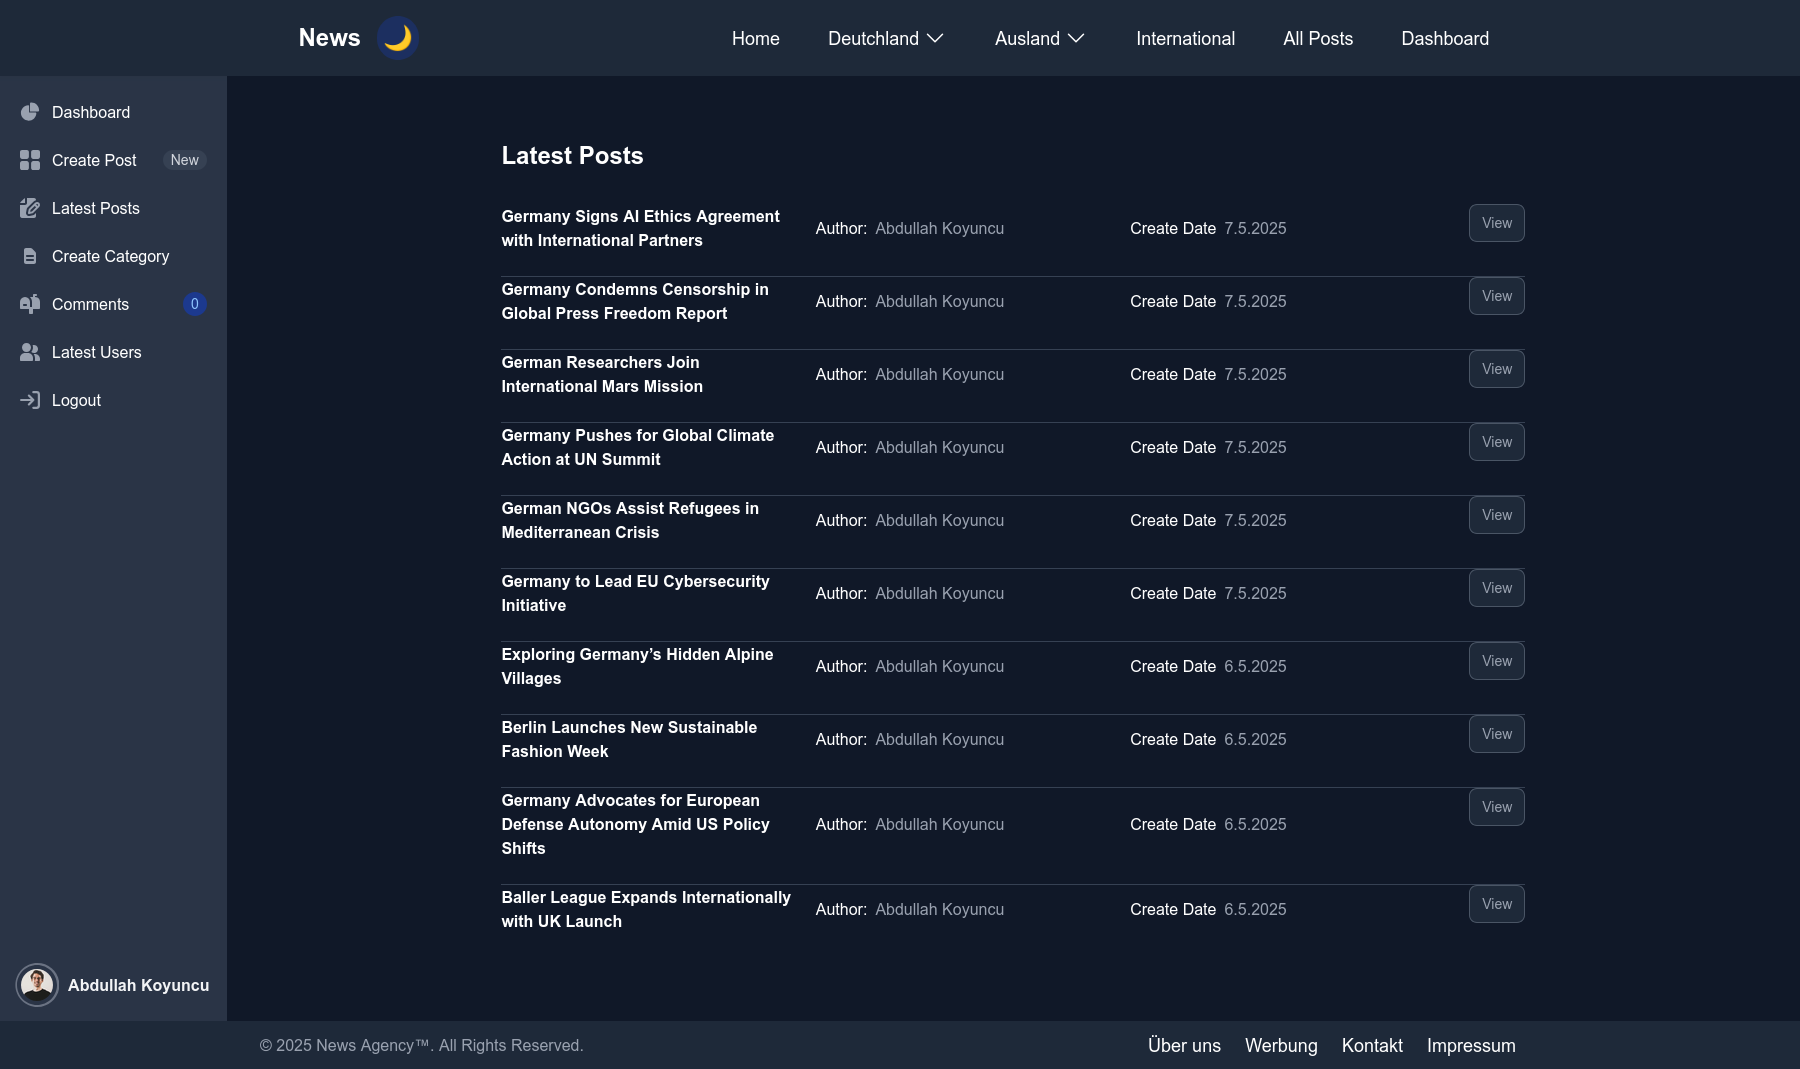 News
Home Deutchland Ausland International All Posts Dashboard
Dashboard
Create Post New
Latest Posts
Create Category
Comments 0
Latest Users
Logout
Abdullah Koyuncu
Latest Posts
Germany Signs AI Ethics Agreement
with International Partners
Author: Abdullah Koyuncu
Create Date 7.5.2025
View
Germany Condemns Censorship in
Global Press Freedom Report
Author: Abdullah Koyuncu
Create Date 7.5.2025
View
German Researchers Join
International Mars Mission
Author: Abdullah Koyuncu
Create Date 7.5.2025
View
Germany Pushes for Global Climate
Action at UN Summit
Author: Abdullah Koyuncu
Create Date 7.5.2025
View
German NGOs Assist Refugees in
Mediterranean Crisis
Author: Abdullah Koyuncu
Create Date 7.5.2025
View
Germany to Lead EU Cybersecurity
Initiative
Author: Abdullah Koyuncu
Create Date 7.5.2025
View
Exploring Germany’s Hidden Alpine
Villages
Author: Abdullah Koyuncu
Create Date 6.5.2025
View
Berlin Launches New Sustainable
Fashion Week
Author: Abdullah Koyuncu
Create Date 6.5.2025
View
Germany Advocates for European
Defense Autonomy Amid US Policy
Shifts
Author: Abdullah Koyuncu
Create Date 6.5.2025
View
Baller League Expands Internationally
with UK Launch
Author: Abdullah Koyuncu
Create Date 6.5.2025
View
© 2025 News Agency™. All Rights Reserved.
Über uns Werbung Kontakt Impressum